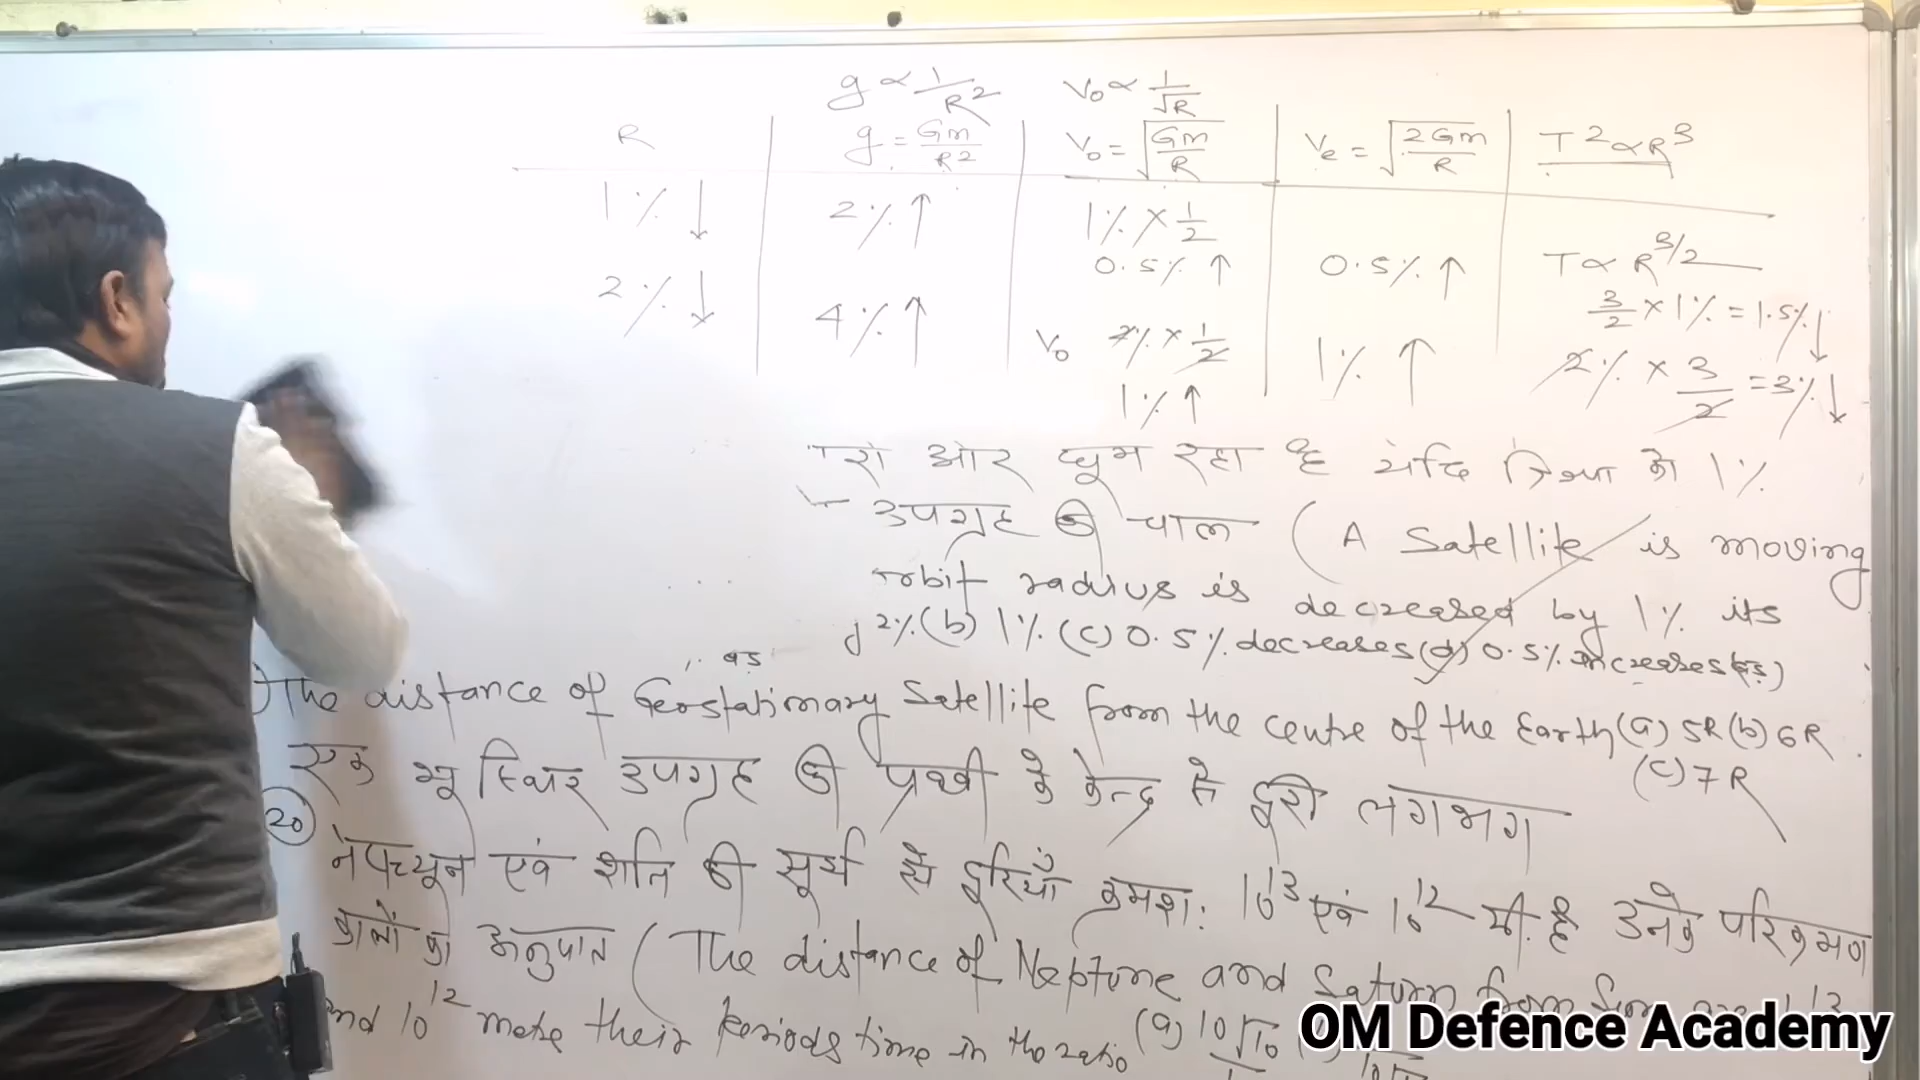 g ∝ 1/R² V₀ ∝ 1/√R
R g = Gm/R² V₀ = √(Gm/R) Vₑ = √(2Gm/R) T² ∝ R³
1% ↓ 2% ↑ 1% × 1/2
0.5% ↑ 0.5% ↑ T ∝ R^3/2
3/2 × 1% = 1.5% ↓
2% ↓ 4% ↑ V₀ 2% × 1/2 1% ↑ 2% × 3/2 = 3% ↓
1% ↑
ओर घूम रहा है यदि त्रिज्या को 1%
उपग्रह की चाल (A Satellite is moving
orbit radius is decreased by 1% its
2% (b) 1% (c) 0.5% decreases (d) 0.5% increases
The distance of Geostationary Satellite from the centre of the Earth (a) 5R (b) 6R
(c) 7R
एक भू स्थिर उपग्रह की पृथ्वी के केन्द्र से दूरी लगभग
20
नेपच्यून एवं शनि की सूर्य से दूरियाँ क्रमशः 10¹³ एवं 10¹² मी. है उनके परिक्रमण
कालों का अनुपात (The distance of Neptune and Saturn from Sun are
and 10¹² metre their periods time in the ratio (a) 10√10
OM Defence Academy